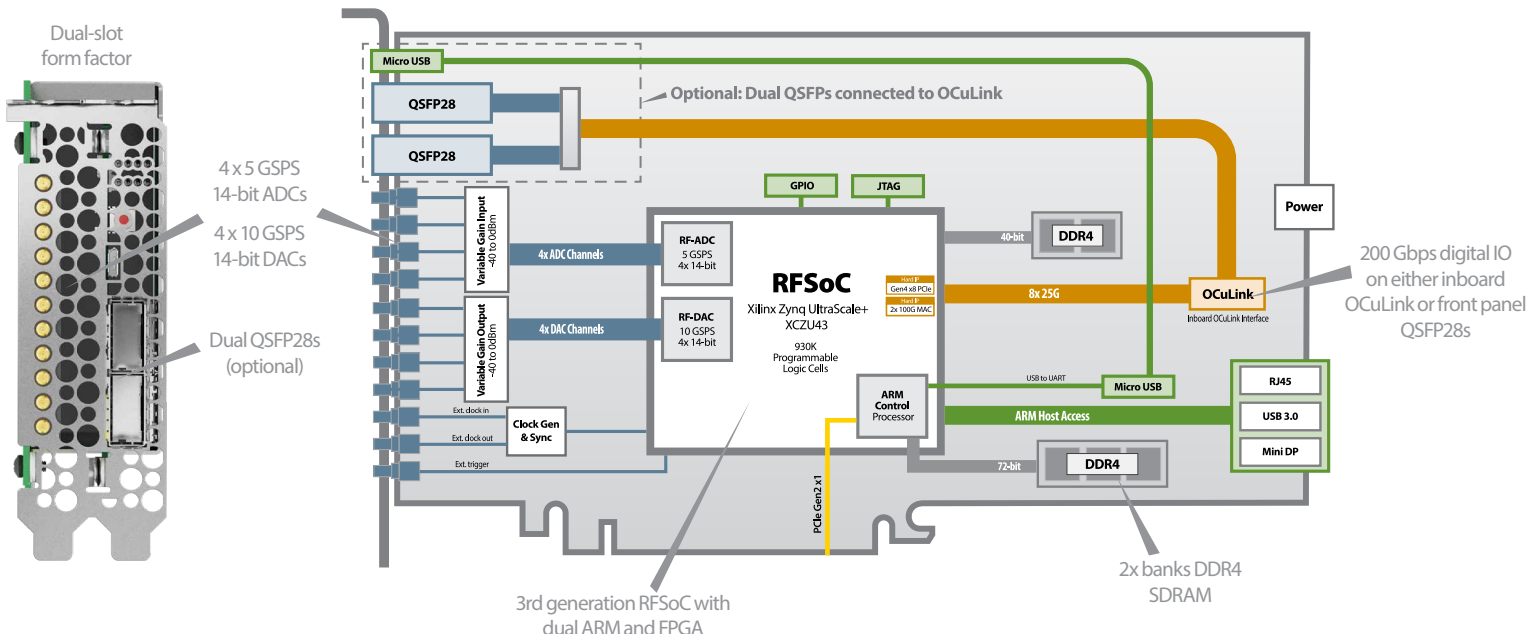 Dual-slot
form factor
4 x 5 GSPS
14-bit ADCs
4 x 10 GSPS
14-bit DACs
Dual QSFP28s
(optional)
Micro USB
QSFP28
QSFP28
Optional: Dual QSFPs connected to OCuLink
Variable Gain Input
-40 to 0dBm
4x ADC Channels
RF-ADC
5 GSPS
4x 14-bit
Variable Gain Output
-40 to 0dBm
4x DAC Channels
RF-DAC
10 GSPS
4x 14-bit
Ext. clock in
Ext. clock out
Clock Gen
& Sync
Ext. trigger
GPIO
JTAG
RFSoC
Xilinx Zynq UltraScale+
XCZU43
930K
Programmable
Logic Cells
Hard IP
Gen4 x8 PCIe
Hard IP
2x 100G MAC
ARM
Control
Processor
PCIe Gen2 x1
40-bit
DDR4
8x 25G
OCuLink
Inboard OCuLink Interface
Power
200 Gbps digital IO
on either inboard
OCuLink or front panel
QSFP28s
USB to UART
Micro USB
ARM Host Access
RJ45
USB 3.0
Mini DP
72-bit
DDR4
2x banks DDR4
SDRAM
3rd generation RFSoC with
dual ARM and FPGA